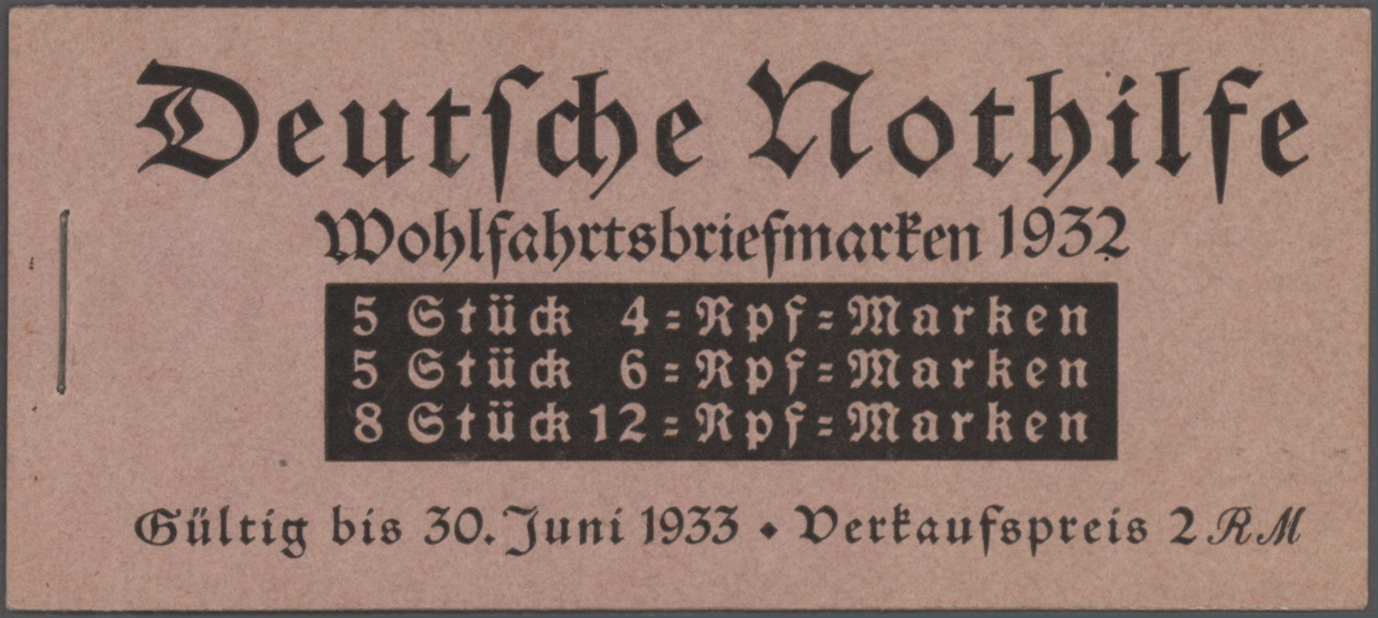 Deutſche Nothilfe
Wohlfahrtsbriefmarken 1932
5 Stück 4=Rpf=Marken
5 Stück 6=Rpf=Marken
8 Stück 12=Rpf=Marken
Gültig bis 30. Juni 1933 ⬥ Verkaufspreis 2 RM